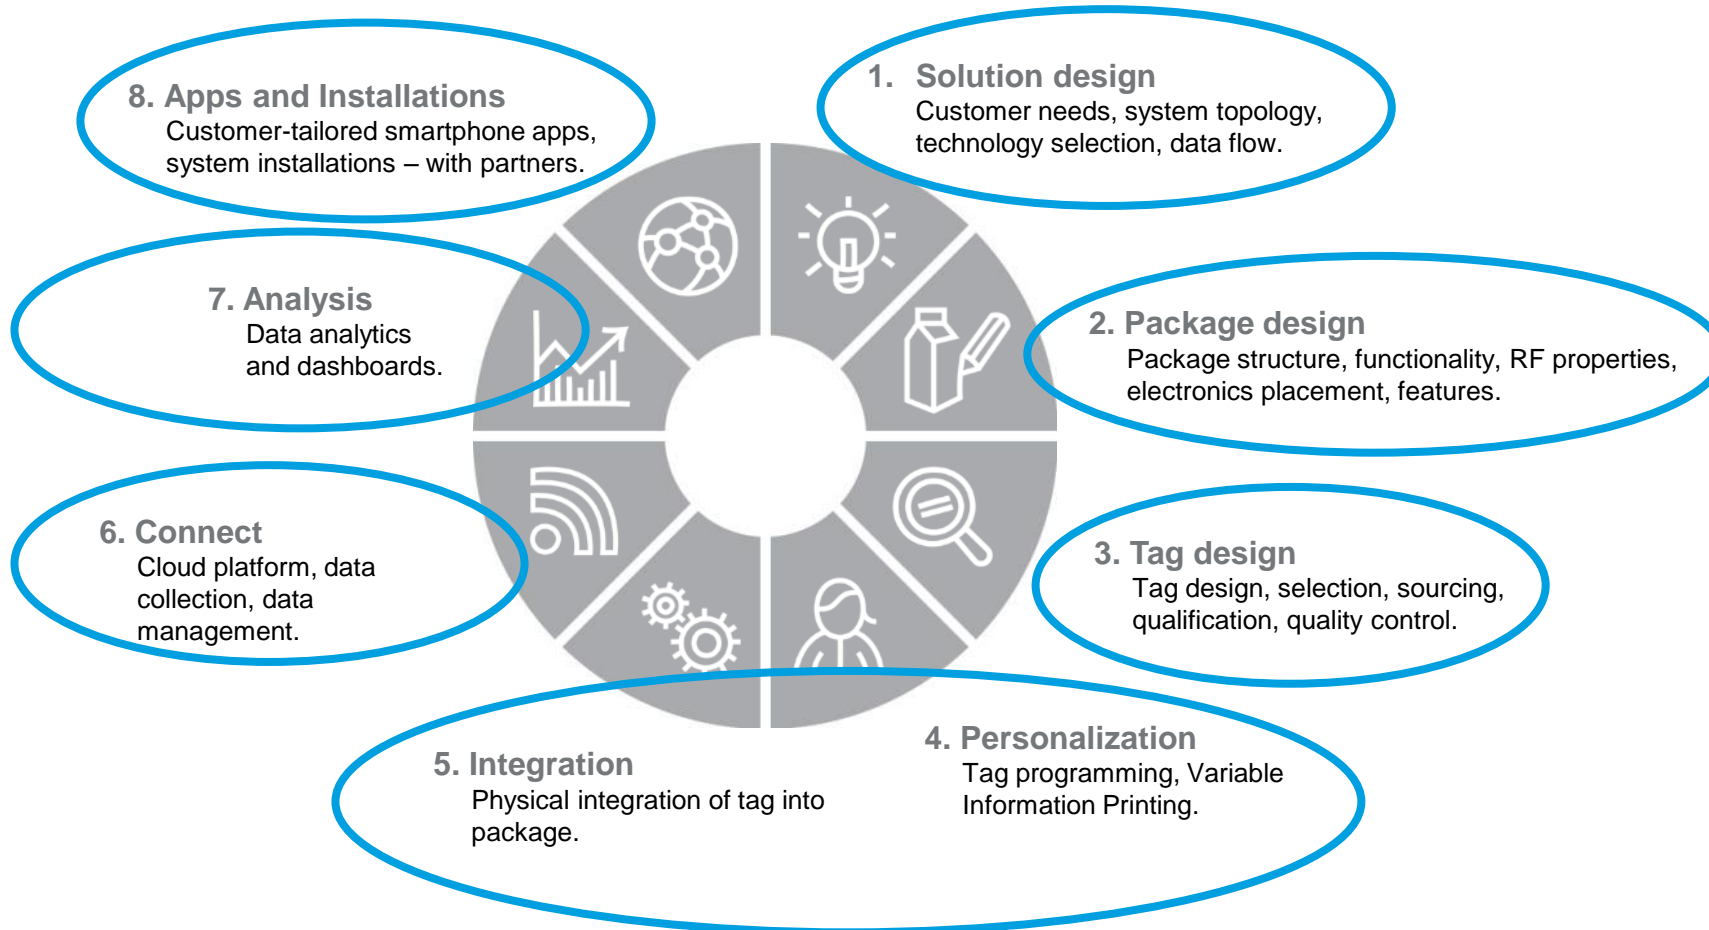 1. Solution design
Customer needs, system topology,
technology selection, data flow.
2. Package design
Package structure, functionality, RF properties,
electronics placement, features.
3. Tag design
Tag design, selection, sourcing,
qualification, quality control.
4. Personalization
Tag programming, Variable
Information Printing.
5. Integration
Physical integration of tag into
package.
6. Connect
Cloud platform, data
collection, data
management.
7. Analysis
Data analytics
and dashboards.
8. Apps and Installations
Customer-tailored smartphone apps,
system installations – with partners.